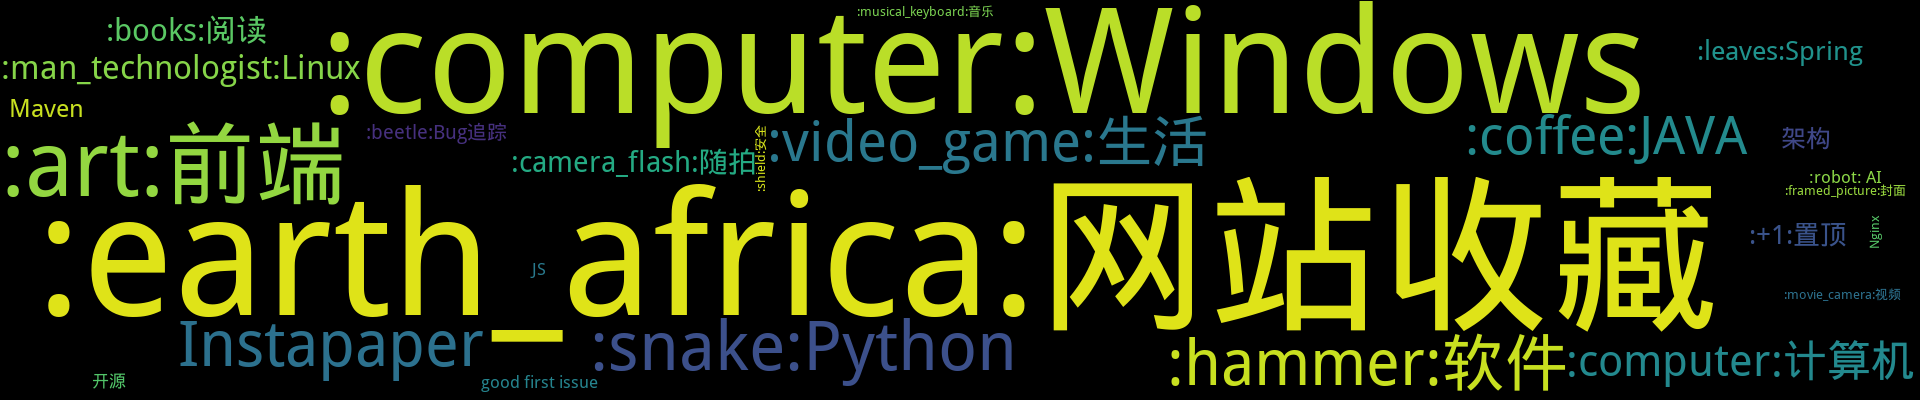 :musical_keyboard:音乐
:books:阅读
:computer:Windows
:leaves:Spring
:man_technologist:Linux
Maven
:beetle:Bug追踪
:art:前端
:camera_flash:随拍
:shield:安全
:video_game:生活
:coffee:JAVA
架构
:robot: AI
:framed_picture:封面
:earth_africa:网站收藏
:+1:置顶
Nginx
JS
:movie_camera:视频
Instapaper
:snake:Python
:hammer:软件
:computer:计算机
开源
good first issue